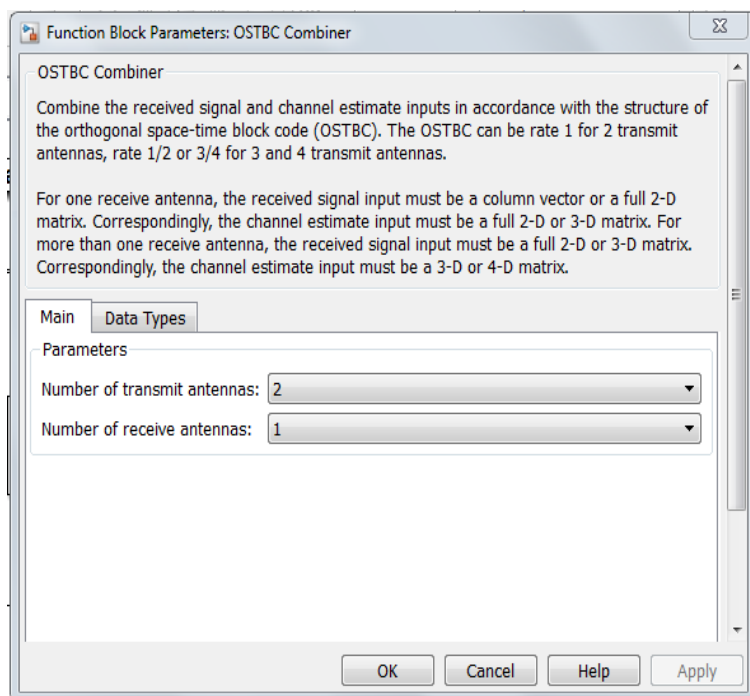 Function Block Parameters: OSTBC Combiner
OSTBC Combiner
Combine the received signal and channel estimate inputs in accordance with the structure of
the orthogonal space-time block code (OSTBC). The OSTBC can be rate 1 for 2 transmit
antennas, rate 1/2 or 3/4 for 3 and 4 transmit antennas.
For one receive antenna, the received signal input must be a column vector or a full 2-D
matrix. Correspondingly, the channel estimate input must be a full 2-D or 3-D matrix. For
more than one receive antenna, the received signal input must be a full 2-D or 3-D matrix.
Correspondingly, the channel estimate input must be a 3-D or 4-D matrix.
Main Data Types
Parameters
Number of transmit antennas: 2
Number of receive antennas: 1
OK Cancel Help Apply